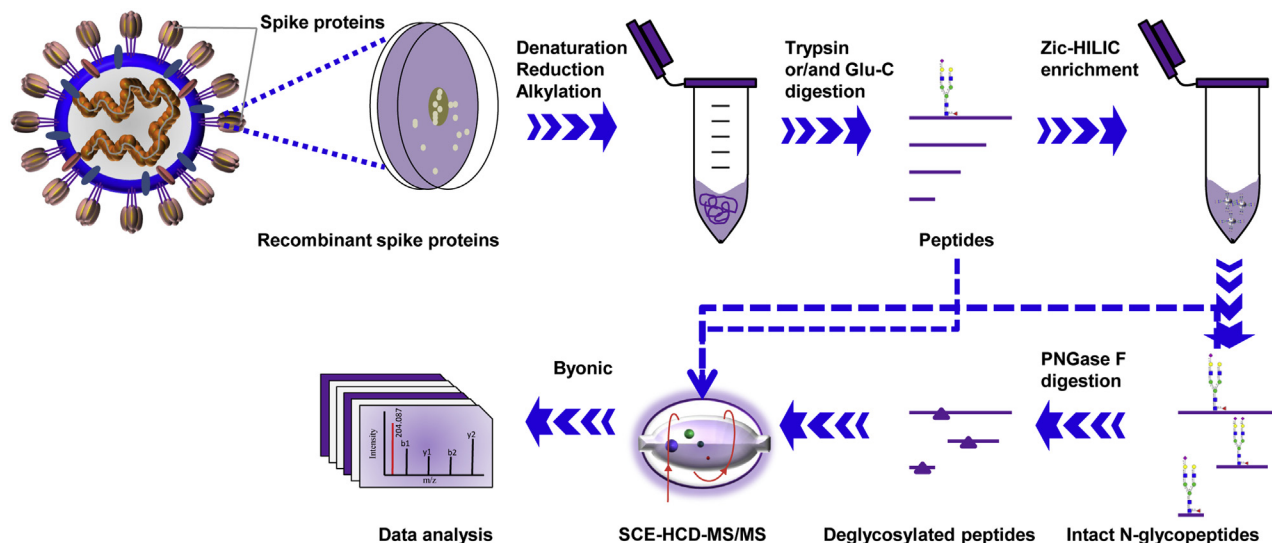 Spike proteins
Recombinant spike proteins
Denaturation
Reduction
Alkylation
Trypsin
or/and Glu-C
digestion
Peptides
Zic-HILIC
enrichment
PNGase F
digestion
Byonic
Intensity
204.087
b1
y1
b2
y2
m/z
Data analysis
SCE-HCD-MS/MS
Deglycosylated peptides
Intact N-glycopeptides